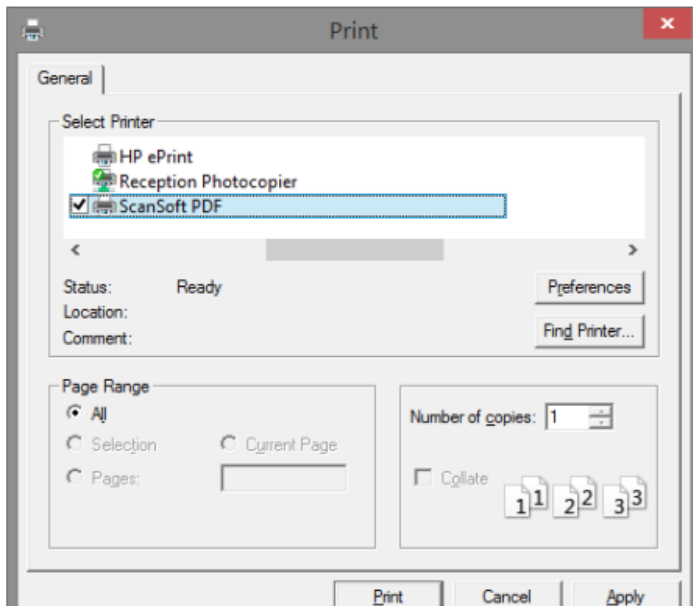 Print
General
Select Printer
HP ePrint
Reception Photocopier
ScanSoft PDF
Status: Ready
Location:
Comment:
Preferences
Find Printer...
Page Range
All
Selection Current Page
Pages:
Number of copies: 1
Collate
1 1 2 2 3 3
Print Cancel Apply